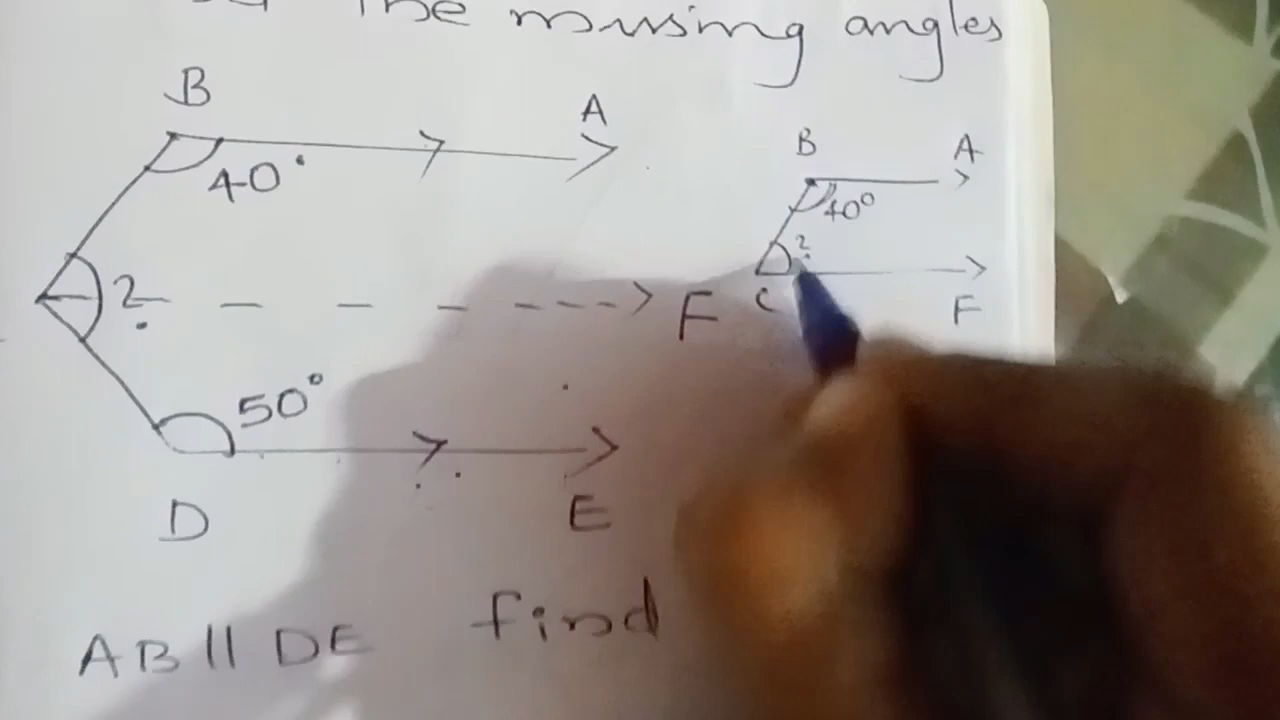 The missing angles
B
A
40°
?
F
50°
D
E
B
A
40°
?
C
F
AB || DE find